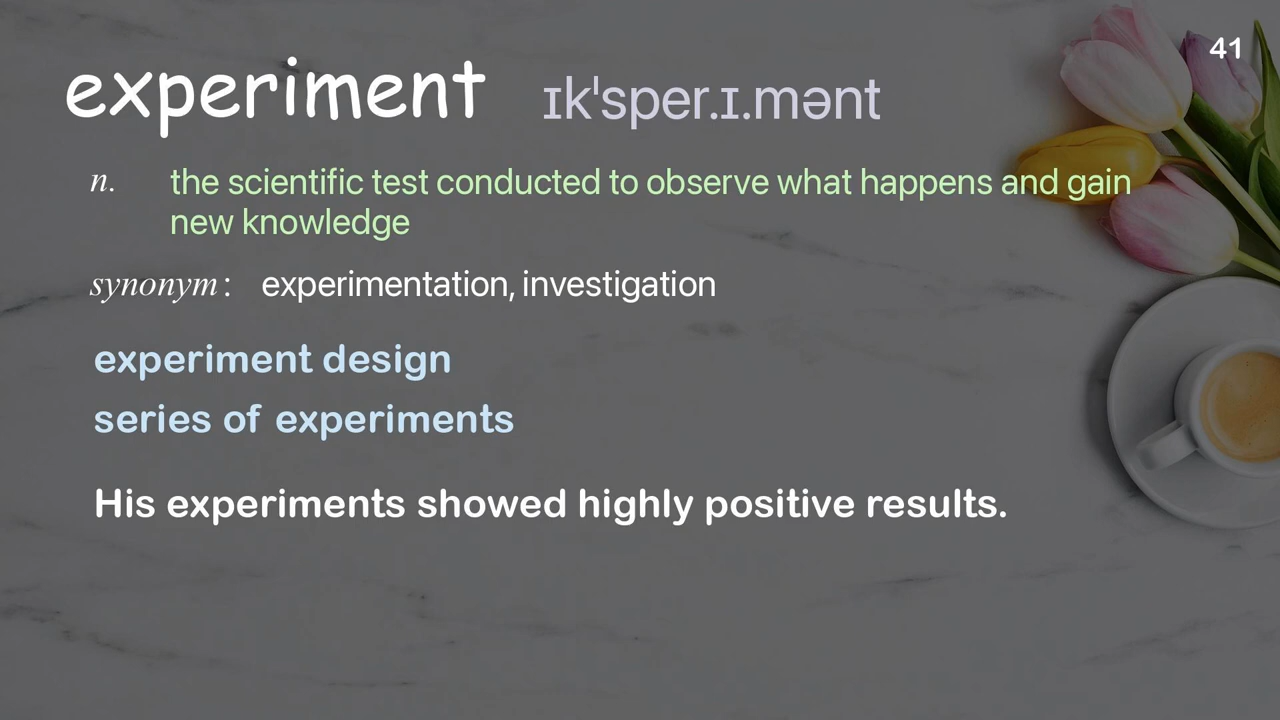 41
experiment ɪkˈsper.ɪ.mənt
n. the scientific test conducted to observe what happens and gain
new knowledge
synonym : experimentation, investigation
experiment design
series of experiments
His experiments showed highly positive results.